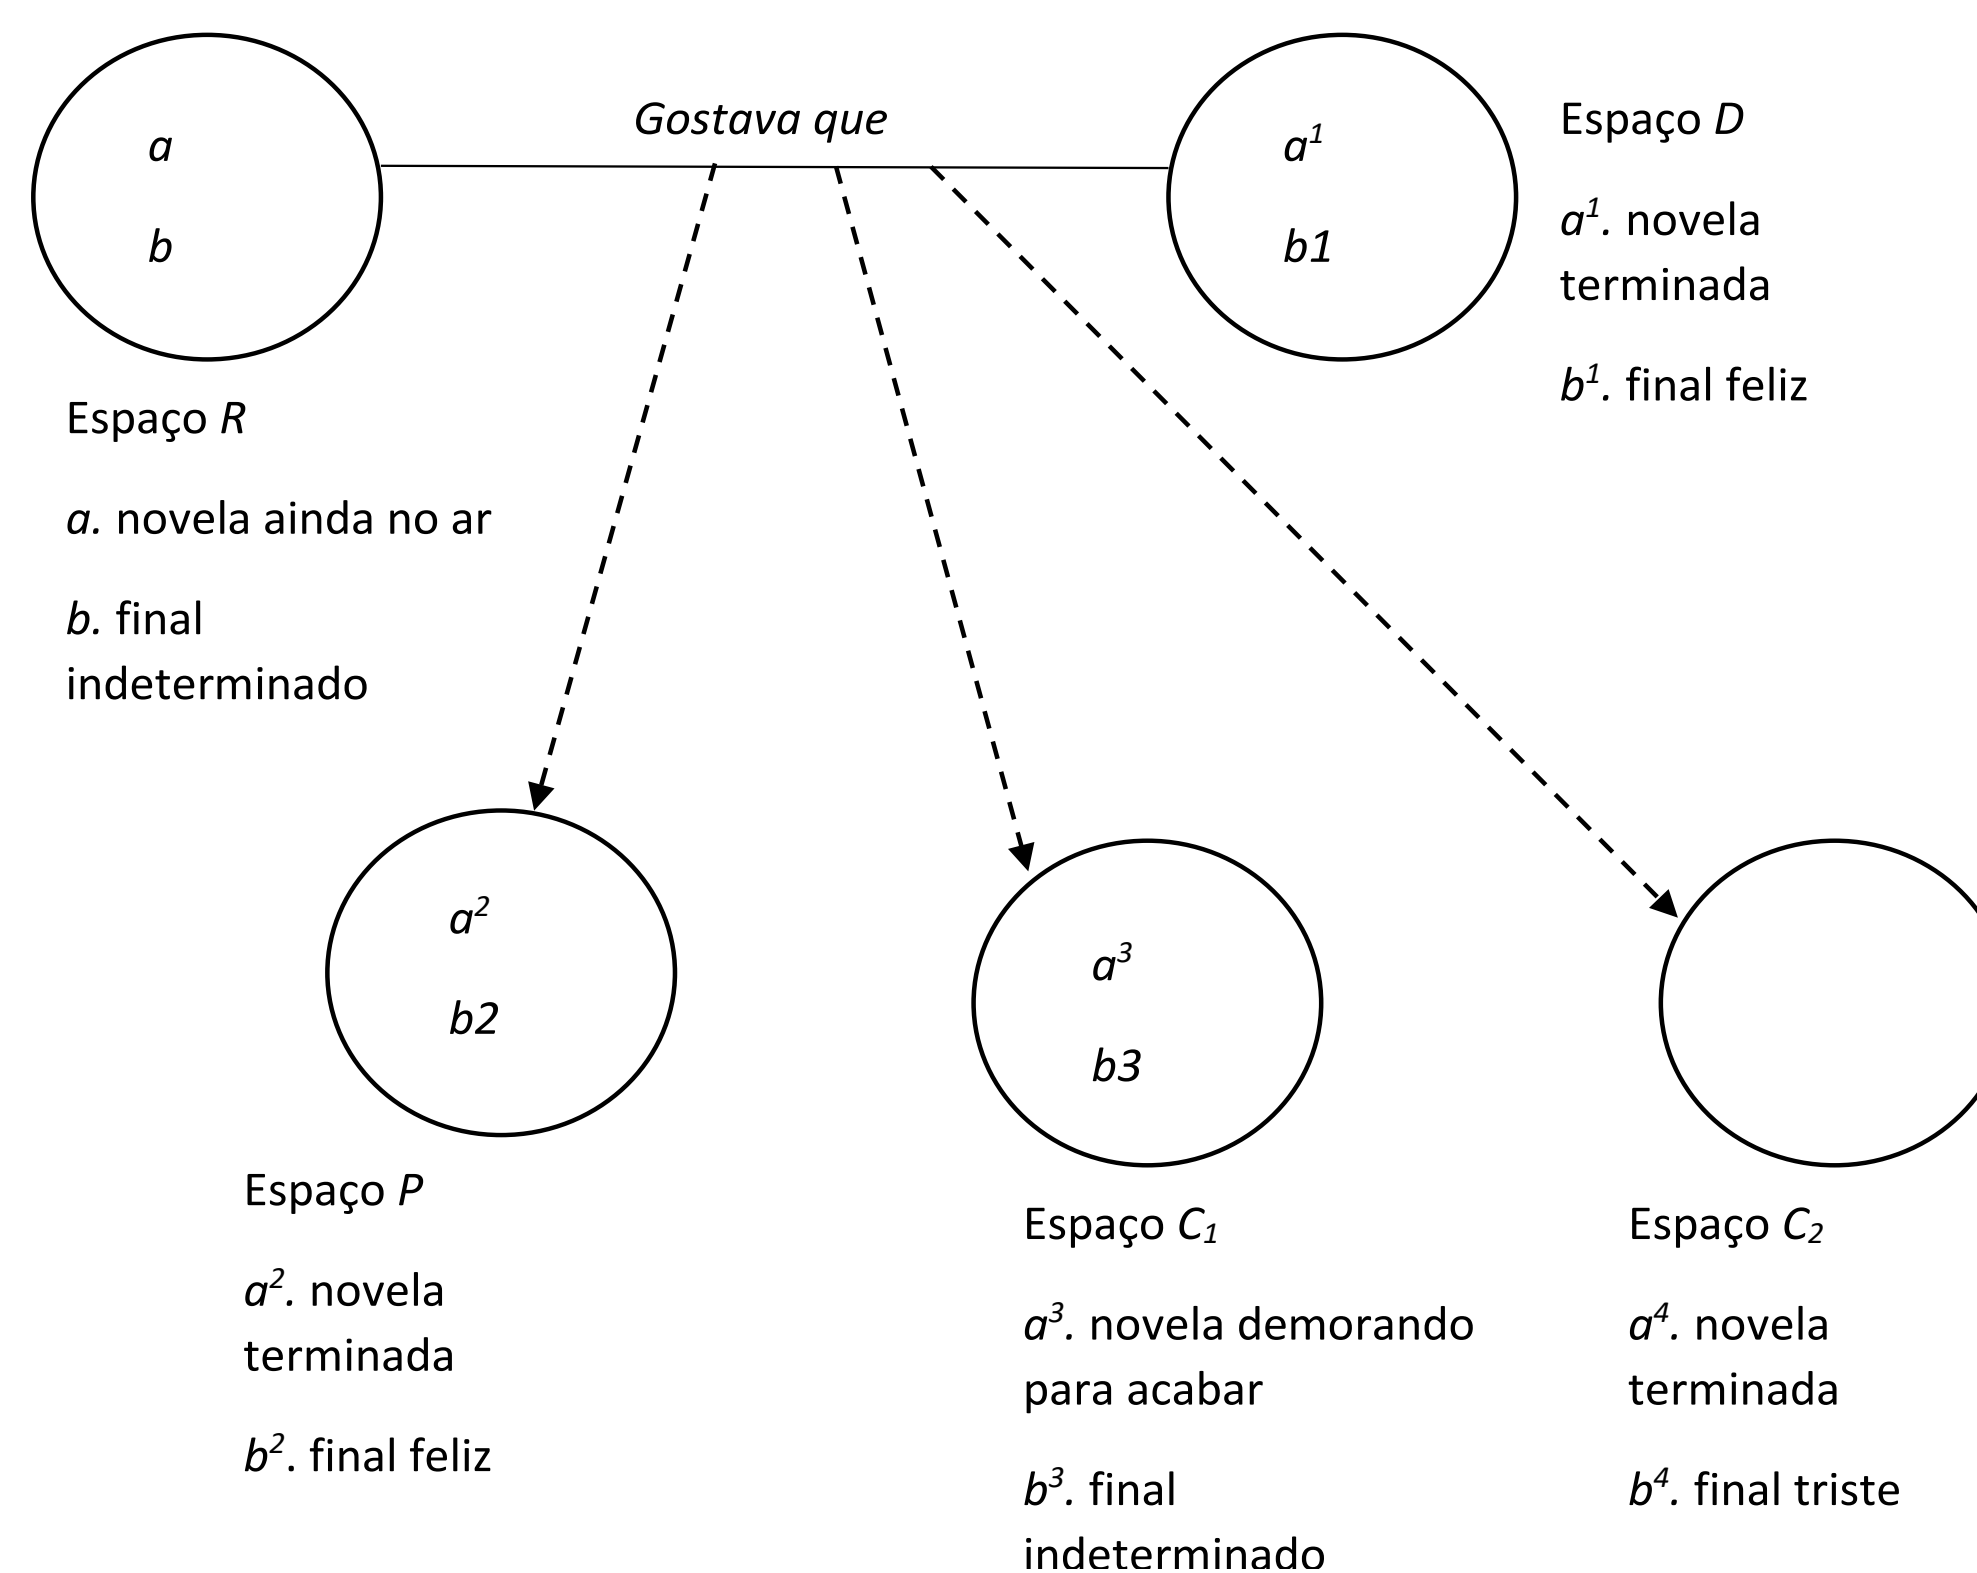 a
b
Gostava que
a¹
b1
Espaço D
a¹. novela
terminada
b¹. final feliz
Espaço R
a. novela ainda no ar
b. final
indeterminado
a²
b2
a³
b3
Espaço P
a². novela
terminada
b². final feliz
Espaço C₁
a³. novela demorando
para acabar
b³. final
indeterminado
Espaço C₂
a⁴. novela
terminada
b⁴. final triste